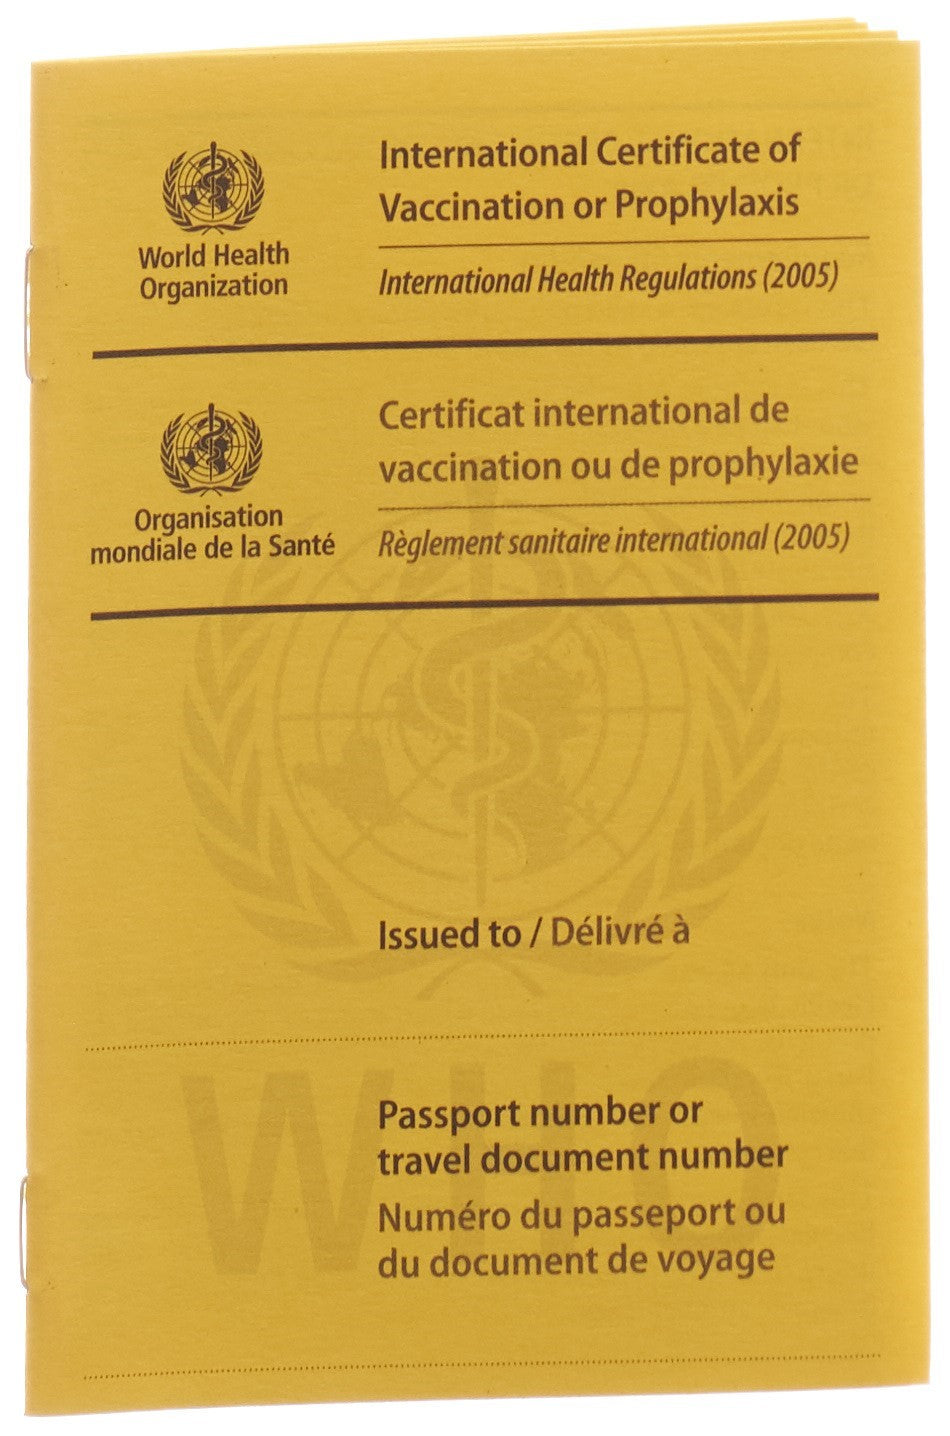 International Certificate of
Vaccination or Prophylaxis
World Health
Organization
International Health Regulations (2005)
Certificat international de
vaccination ou de prophylaxie
Organisation
mondiale de la Santé
Règlement sanitaire international (2005)
Issued to / Délivré à
WHO
Passport number or
travel document number
Numéro du passeport ou
du document de voyage